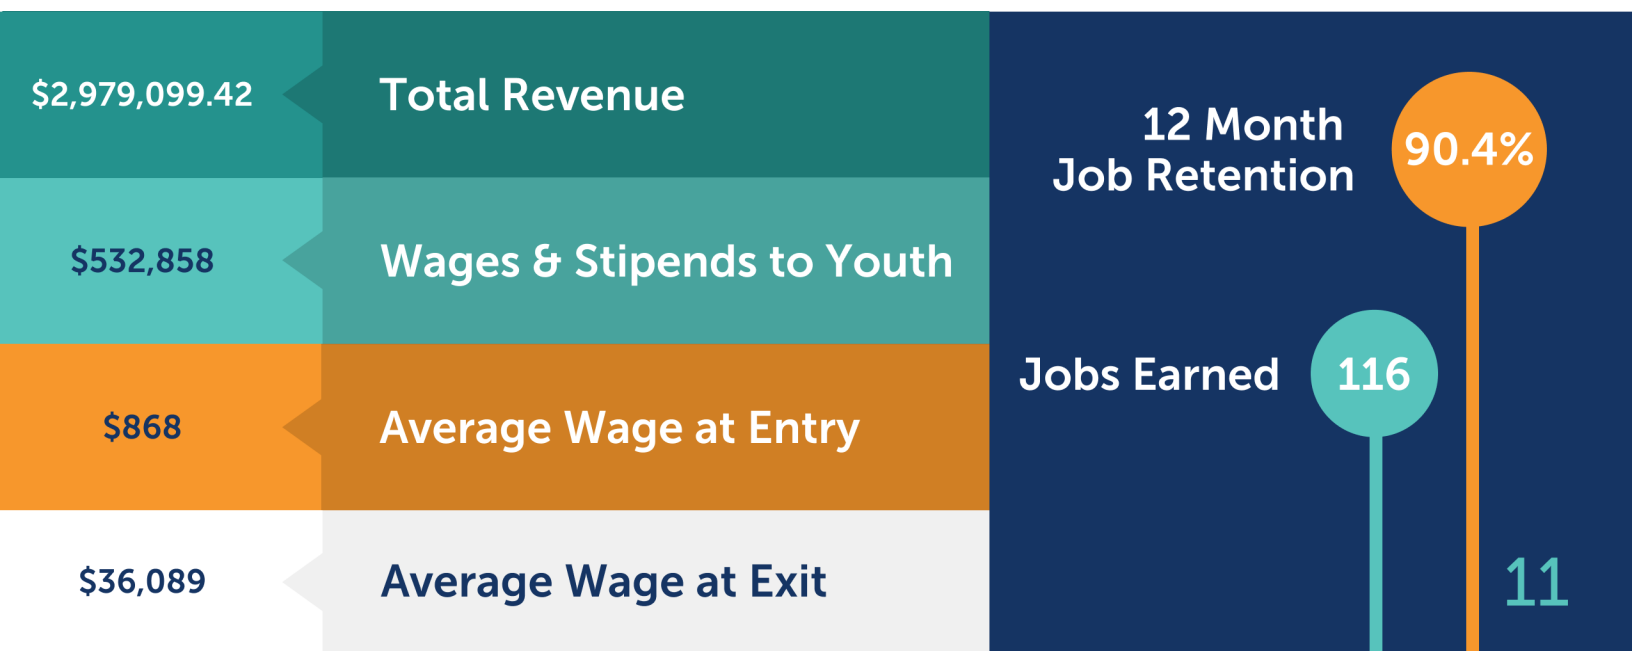 $2,979,099.42 Total Revenue
$532,858 Wages & Stipends to Youth
$868 Average Wage at Entry
$36,089 Average Wage at Exit
12 Month
Job Retention
90.4%
Jobs Earned 116
11